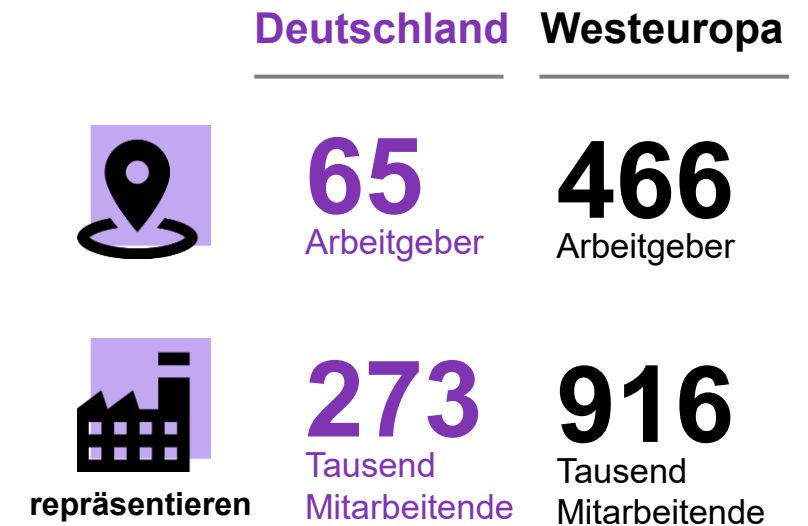 Deutschland Westeuropa
65 466
Arbeitgeber Arbeitgeber
273 916
Tausend Tausend
repräsentieren Mitarbeitende Mitarbeitende